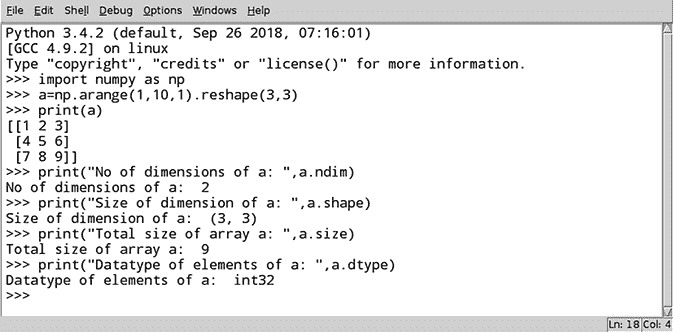 File Edit Shell Debug Options Windows Help
Python 3.4.2 (default, Sep 26 2018, 07:16:01)
[GCC 4.9.2] on linux
Type "copyright", "credits" or "license()" for more information.
>>> import numpy as np
>>> a=np.arange(1,10,1).reshape(3,3)
>>> print(a)
[[1 2 3]
 [4 5 6]
 [7 8 9]]
>>> print("No of dimensions of a: ",a.ndim)
No of dimensions of a:  2
>>> print("Size of dimension of a: ",a.shape)
Size of dimension of a:  (3, 3)
>>> print("Total size of array a: ",a.size)
Total size of array a:  9
>>> print("Datatype of elements of a: ",a.dtype)
Datatype of elements of a:  int32
>>>
Ln: 18 Col: 4